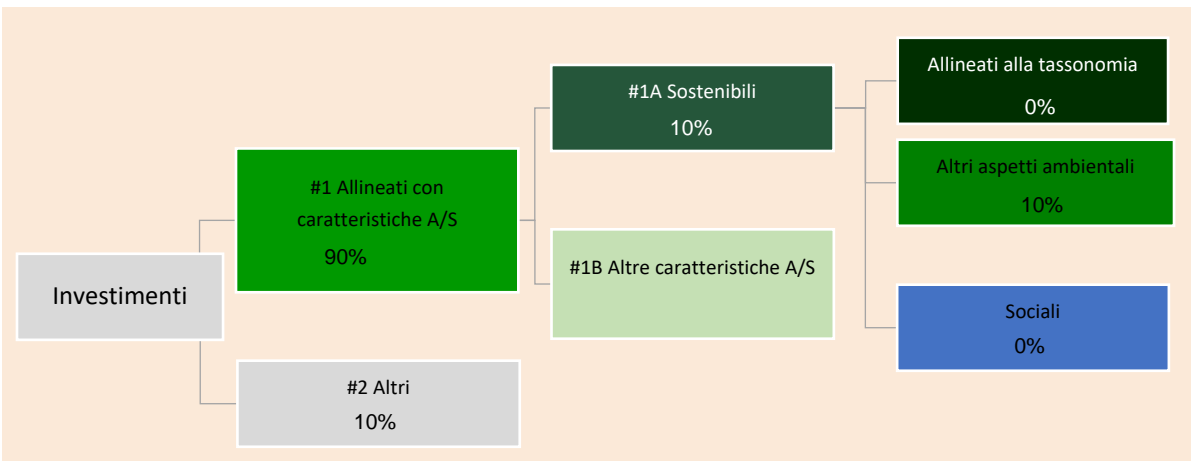 Investimenti
#1 Allineati con
caratteristiche A/S
90%
#2 Altri
10%
#1A Sostenibili
10%
#1B Altre caratteristiche A/S
Allineati alla tassonomia
0%
Altri aspetti ambientali
10%
Sociali
0%